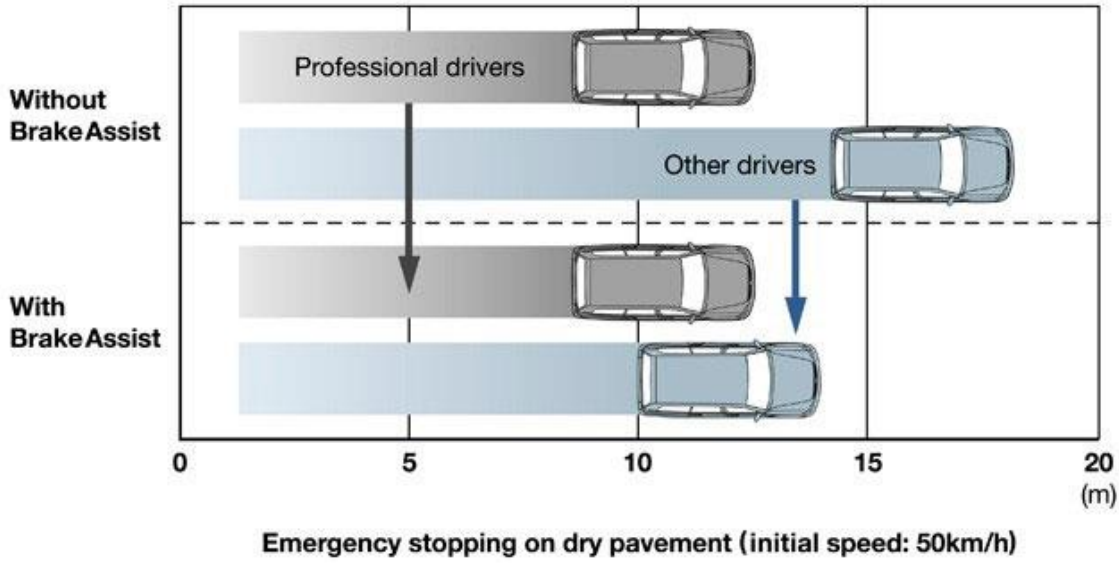 Professional drivers
Without
Brake Assist
Other drivers
With
Brake Assist
0 5 10 15 20
(m)
Emergency stopping on dry pavement (initial speed: 50km/h)